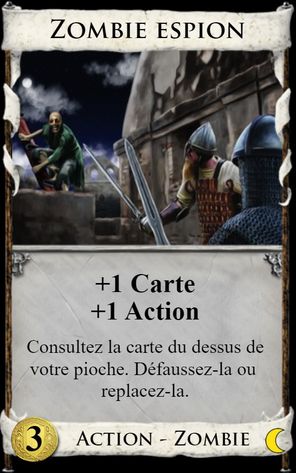 Zombie espion
+1 Carte
+1 Action
Consultez la carte du dessus de
votre pioche. Défaussez-la ou
replacez-la.
3
Action - Zombie